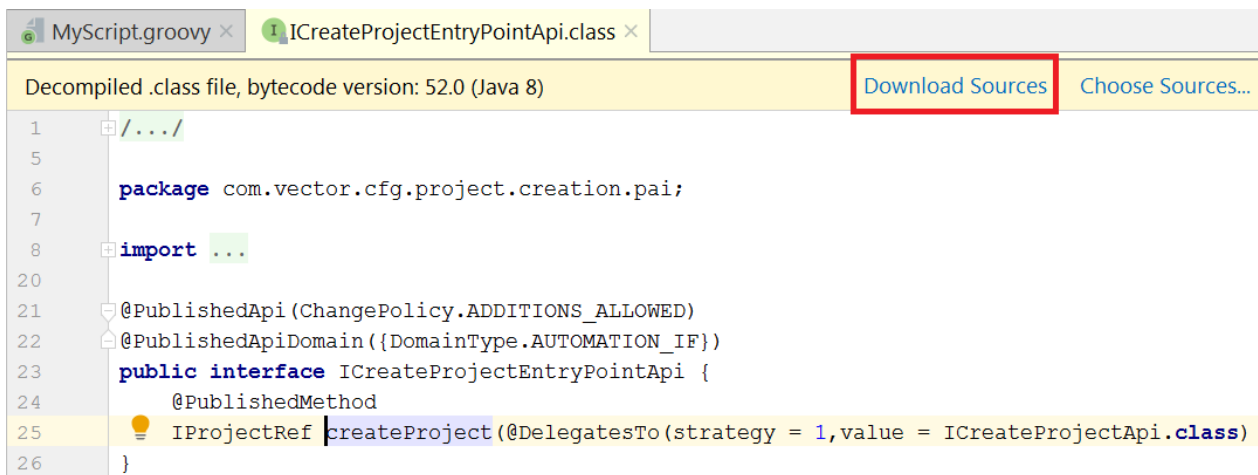 MyScript.groovy × ICreateProjectEntryPointApi.class ×
Decompiled .class file, bytecode version: 52.0 (Java 8) Download Sources Choose Sources...
1 /.../
5
6 package com.vector.cfg.project.creation.pai;
7
8 import ...
20
21 @PublishedApi(ChangePolicy.ADDITIONS_ALLOWED)
22 @PublishedApiDomain({DomainType.AUTOMATION_IF})
23 public interface ICreateProjectEntryPointApi {
24 @PublishedMethod
25 IProjectRef createProject(@DelegatesTo(strategy = 1,value = ICreateProjectApi.class)
26 }